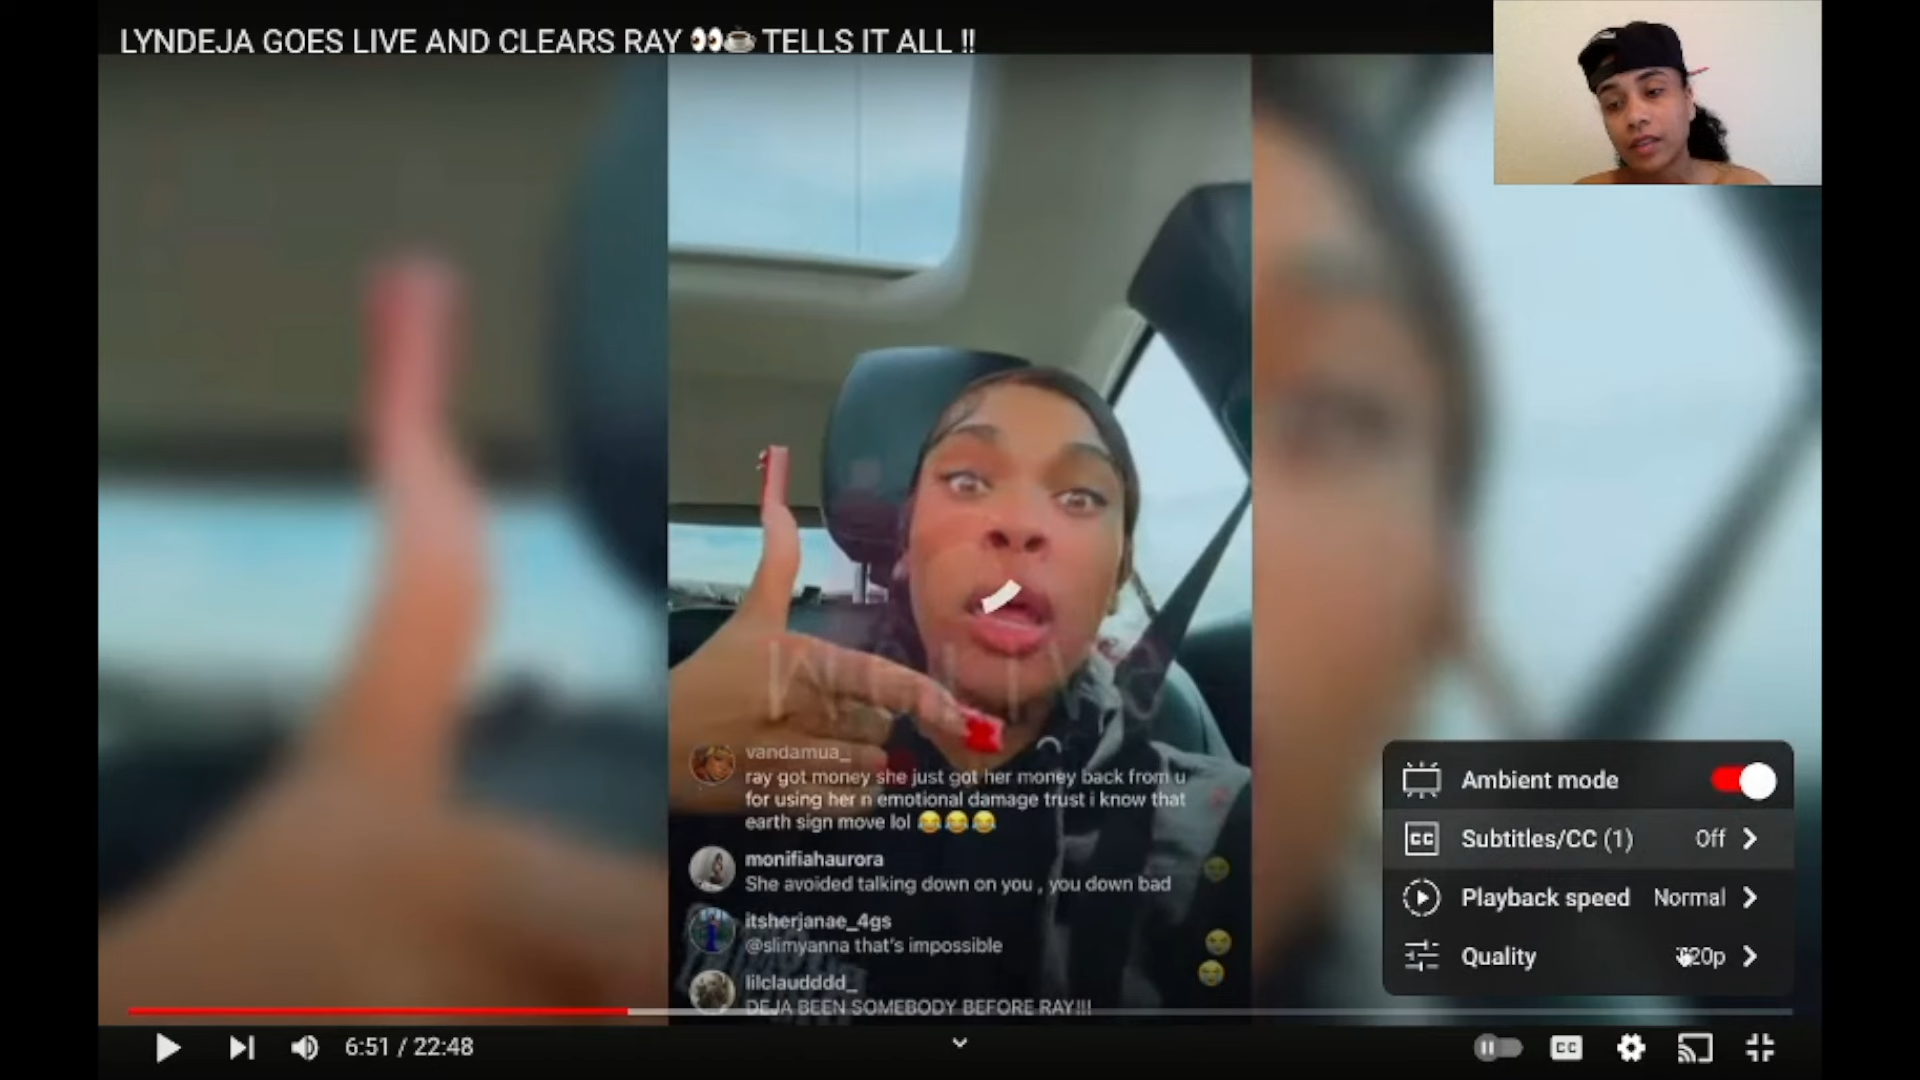 LYNDEJA GOES LIVE AND CLEARS RAY 👀☕ TELLS IT ALL !!
vandamua_
ray got money she just got her money back from u
for using her n emotional damage trust i know that
earth sign move lol 😂😂😂
monifiahaurora
She avoided talking down on you , you down bad
itsherjanae_4gs
@slimyanna that's impossible
lilclaudddd_
DEJA BEEN SOMEBODY BEFORE RAY!!!
Ambient mode
CC Subtitles/CC (1) Off
Playback speed Normal
Quality 720p
6:51 / 22:48
CC